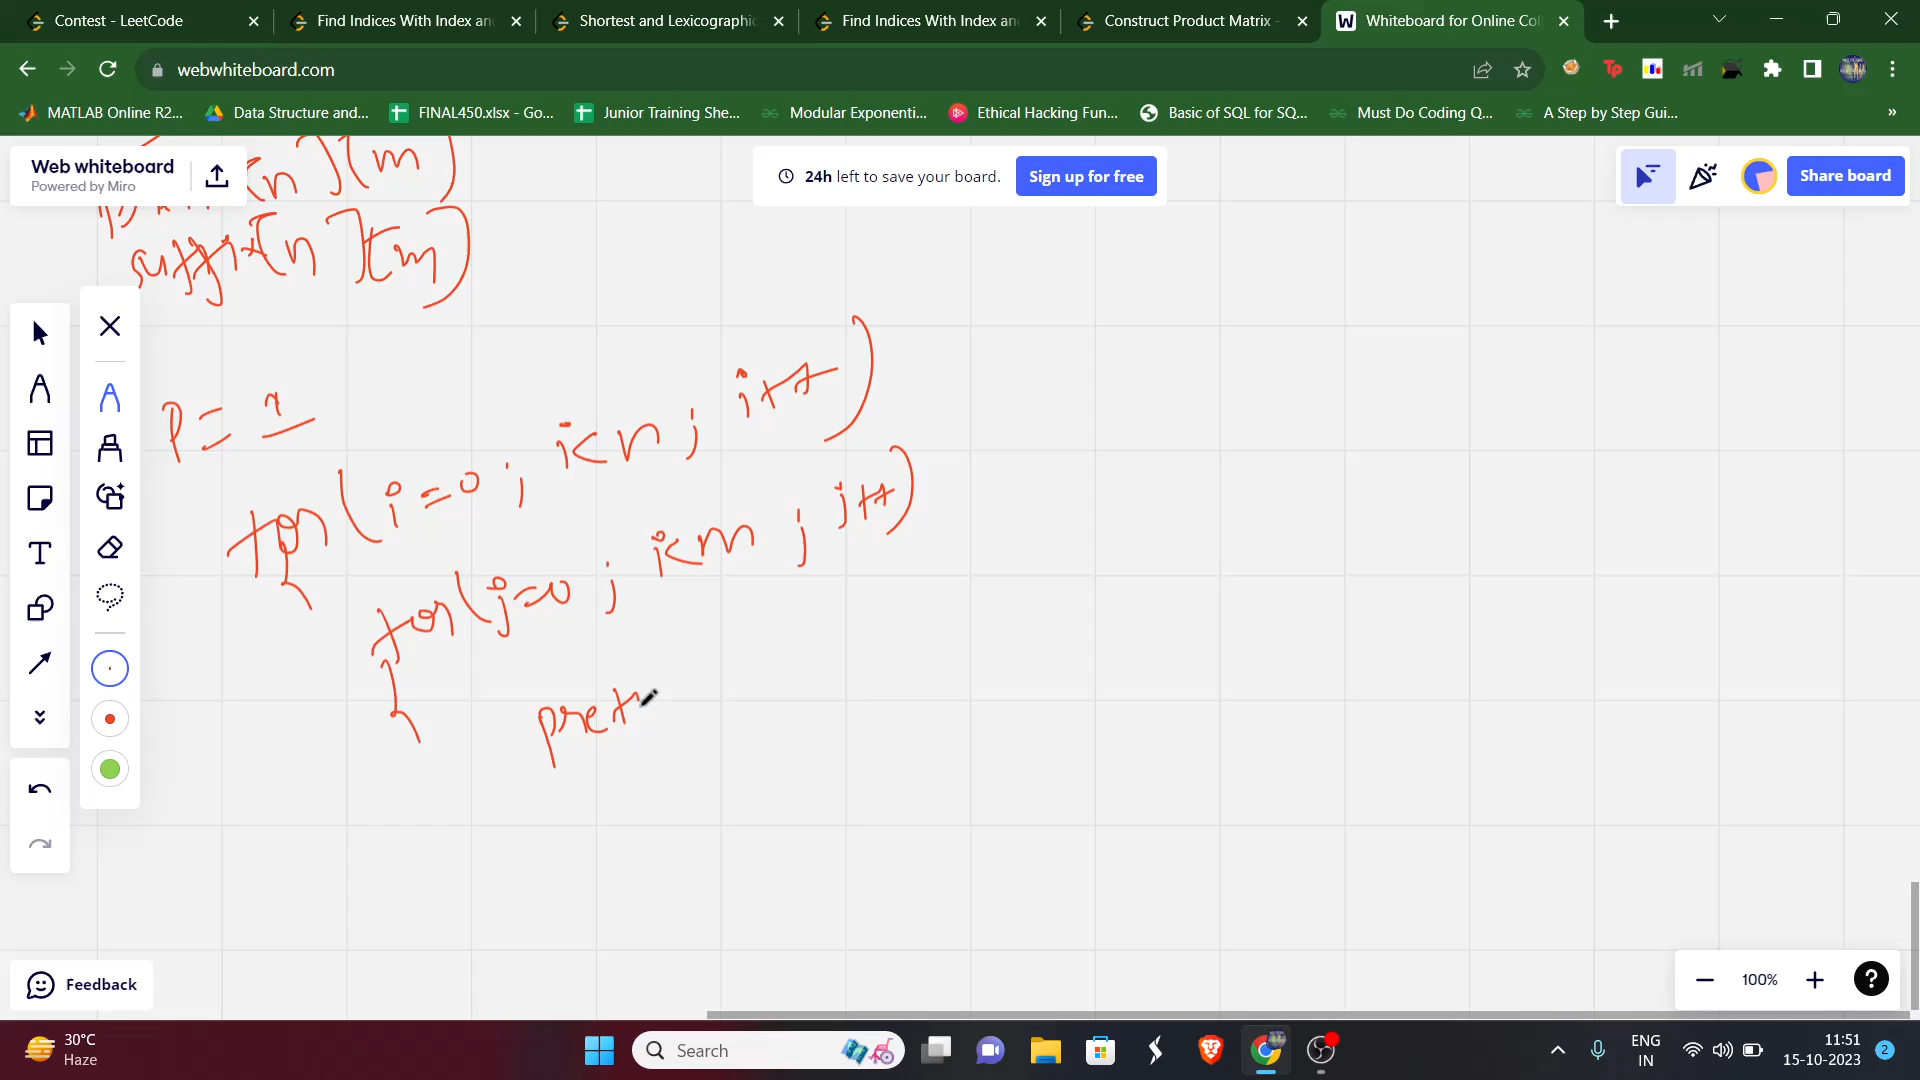 Contest - LeetCode
Find Indices With Index an
Shortest and Lexicographic
Find Indices With Index an
Construct Product Matrix -
Whiteboard for Online Col
webwhiteboard.com
MATLAB Online R2...
Data Structure and...
FINAL450.xlsx - Go...
Junior Training She...
Modular Exponenti...
Ethical Hacking Fun...
Basic of SQL for SQ...
Must Do Coding Q...
A Step by Step Gui...
»
Web whiteboard
Powered by Miro
24h left to save your board.
Sign up for free
Share board
[n][m]
suffix[n][m]
P = 1
for(i=0; i<n; i++)
{
for(j=0; i<m; j++)
{
pref
Feedback
100%
?
30°C
Haze
Search
ENG
IN
11:51
15-10-2023
2